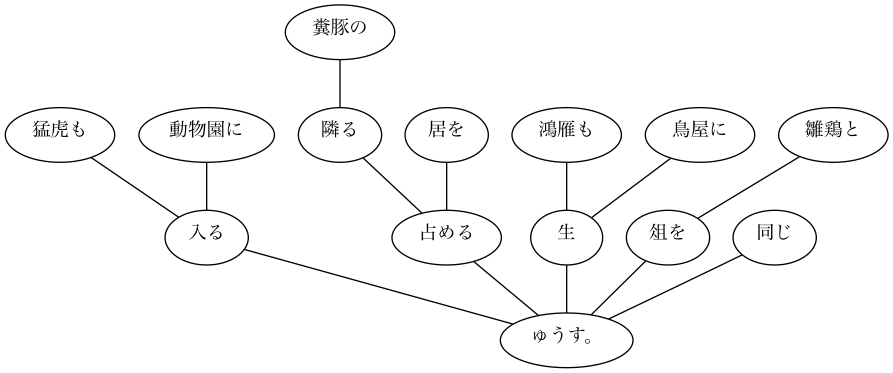 糞豚の
猛虎も 動物園に 隣る 居を 鴻雁も 鳥屋に 雛鶏と
入る 占める 生 俎を 同じ
ゅうす。